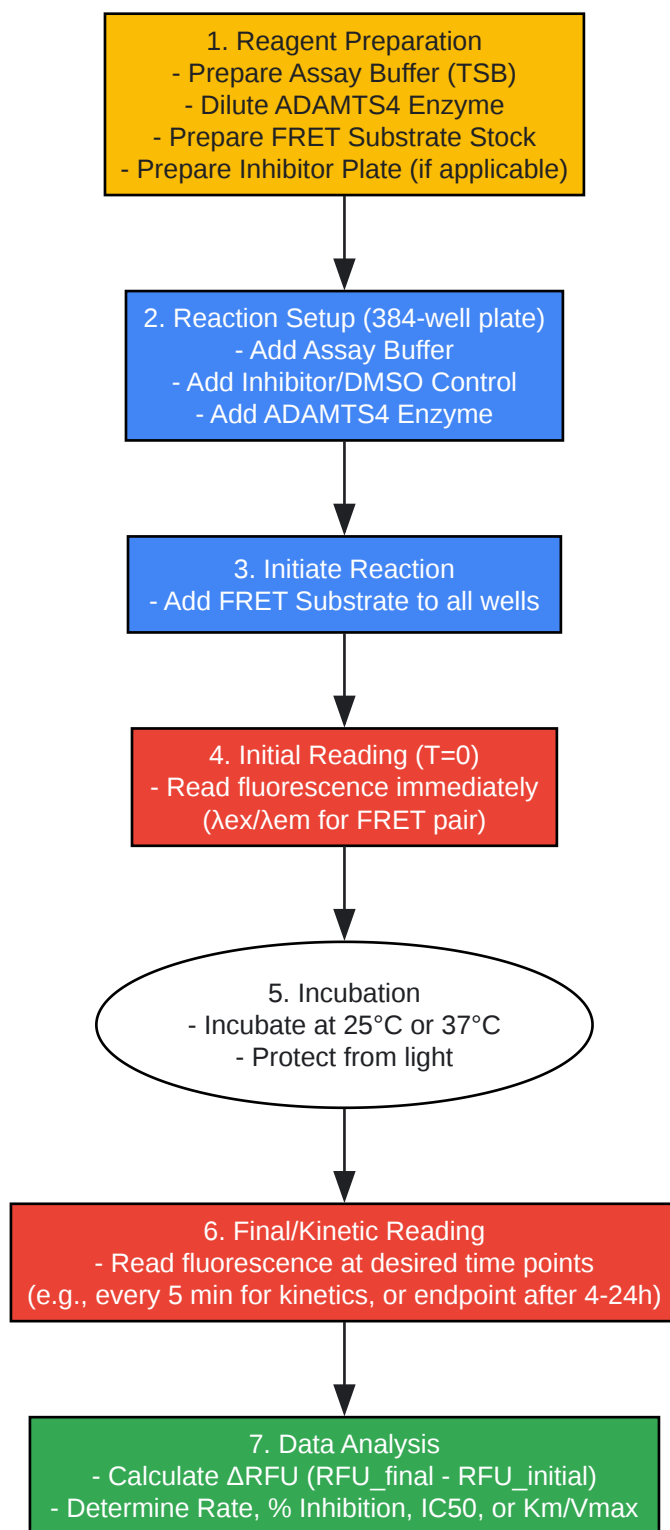 1. Reagent Preparation
- Prepare Assay Buffer (TSB)
- Dilute ADAMTS4 Enzyme
- Prepare FRET Substrate Stock
- Prepare Inhibitor Plate (if applicable)
2. Reaction Setup (384-well plate)
- Add Assay Buffer
- Add Inhibitor/DMSO Control
- Add ADAMTS4 Enzyme
3. Initiate Reaction
- Add FRET Substrate to all wells
4. Initial Reading (T=0)
- Read fluorescence immediately
(λex/λem for FRET pair)
5. Incubation
- Incubate at 25°C or 37°C
- Protect from light
6. Final/Kinetic Reading
- Read fluorescence at desired time points
(e.g., every 5 min for kinetics, or endpoint after 4-24h)
7. Data Analysis
- Calculate ΔRFU (RFU_final - RFU_initial)
- Determine Rate, % Inhibition, IC50, or Km/Vmax